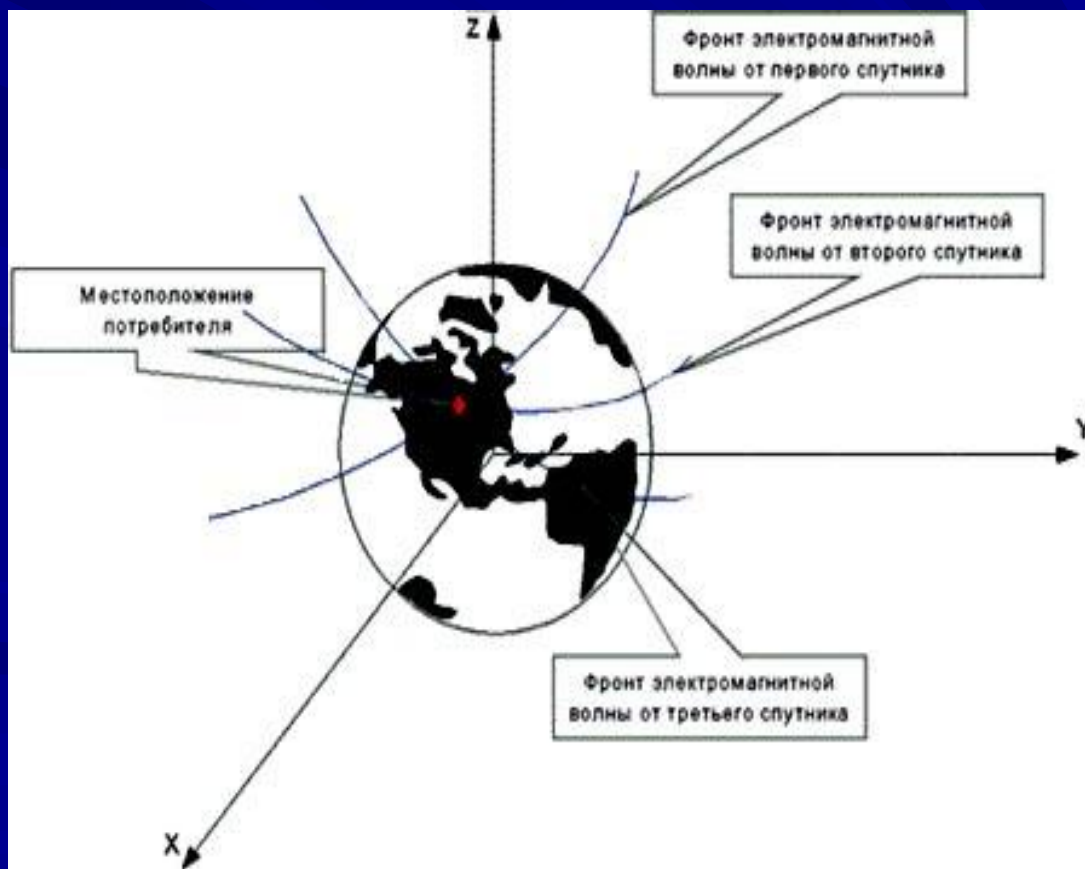 Z
Фронт электромагнитной
волны от первого спутника
Фронт электромагнитной
волны от второго спутника
Местоположение
потребителя
Y
Фронт электромагнитной
волны от третьего спутника
X